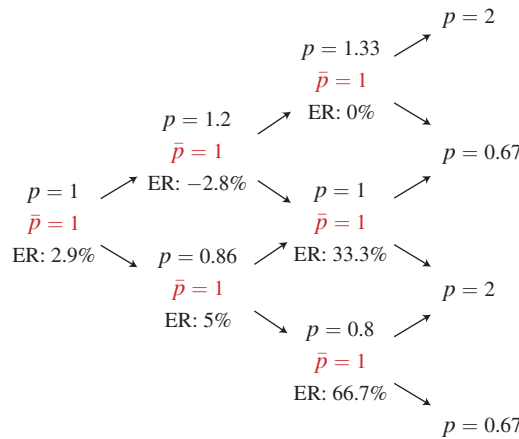 p = 1
p̄ = 1
ER: 2.9%
p = 1.2
p̄ = 1
ER: −2.8%
p = 0.86
p̄ = 1
ER: 5%
p = 1.33
p̄ = 1
ER: 0%
p = 1
p̄ = 1
ER: 33.3%
p = 0.8
p̄ = 1
ER: 66.7%
p = 2
p = 0.67
p = 2
p = 0.67